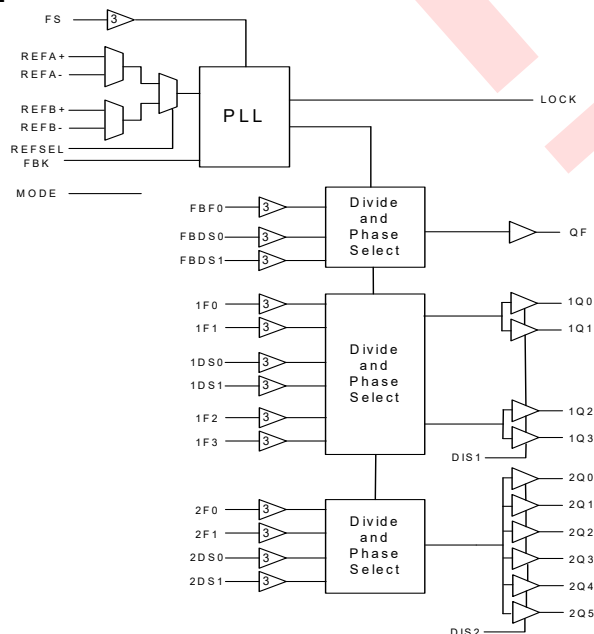 FS 3
REFA+
REFA-
REFB+
REFB-
REFSEL
FBK
MODE
PLL
LOCK
FBF0 3
FBDS0 3
FBDS1 3
Divide
and
Phase
Select
QF
1F0 3
1F1 3
1DS0 3
1DS1 3
1F2 3
1F3 3
Divide
and
Phase
Select
1Q0
1Q1
1Q2
1Q3
DIS1
2F0 3
2F1 3
2DS0 3
2DS1 3
Divide
and
Phase
Select
2Q0
2Q1
2Q2
2Q3
2Q4
2Q5
DIS2